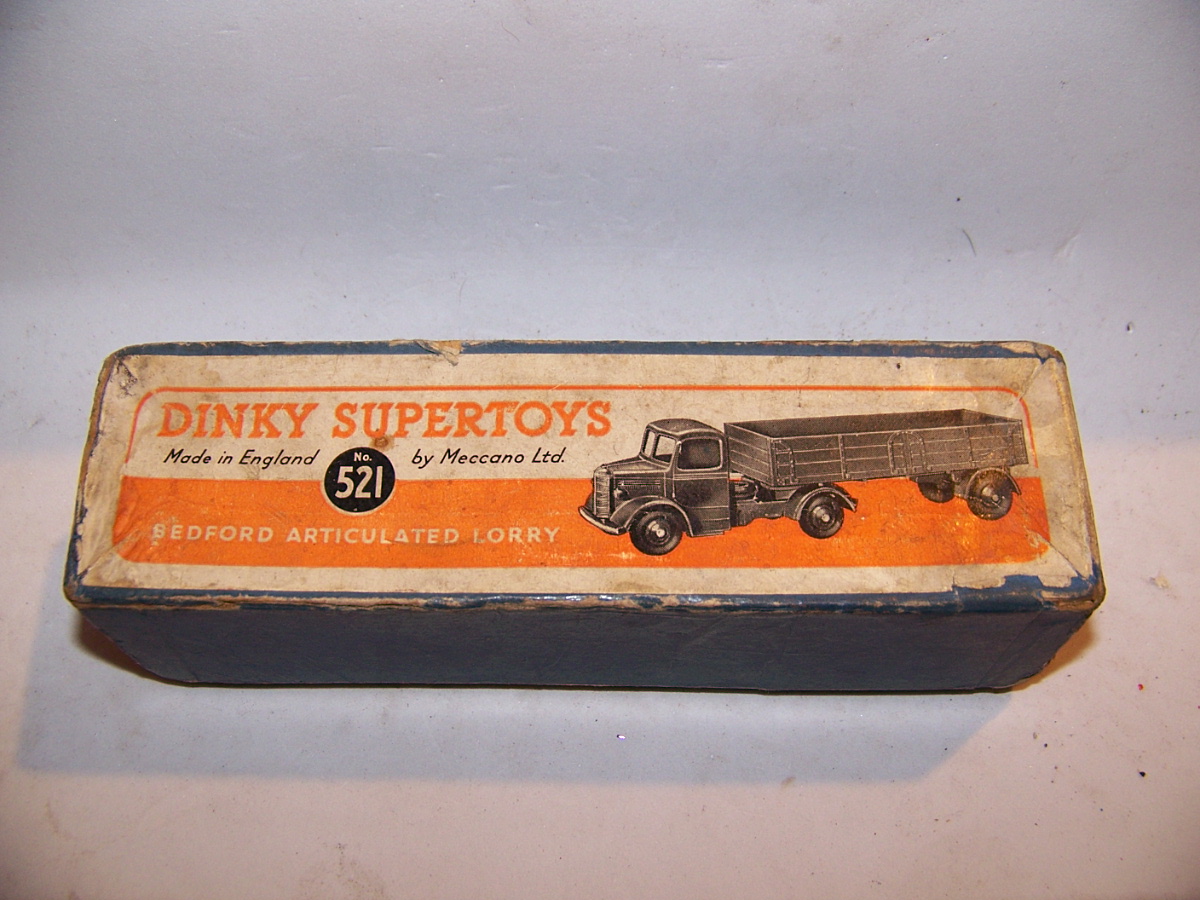 DINKY SUPERTOYS
Made in England No. 521 by Meccano Ltd.
BEDFORD ARTICULATED LORRY